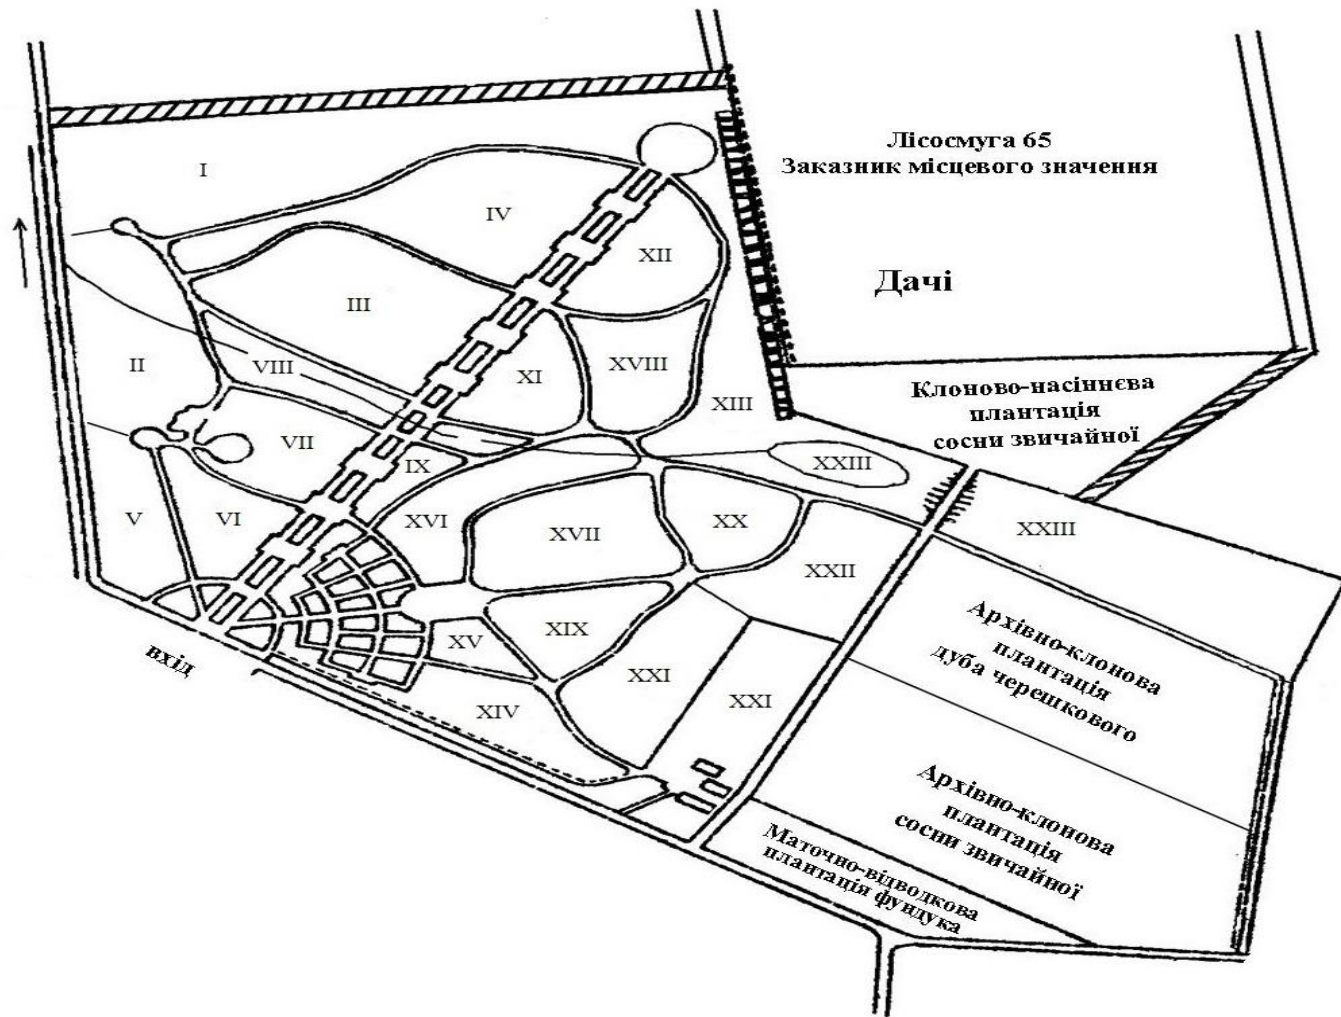 Лісосмуга 65
Заказник місцевого значення
I
IV
XII
Дачі
III
II
VIII
XI
XVIII
XIII
Клоново-насіннєва
плантація
сосни звичайної
VII
IX
XXIII
V
VI
XVI
XVII
XX
XXII
XXIII
вхід
XV
XIX
XXI
XXI
XIV
Архівно-клонова
плантація
дуба черешкового
Архівно-клонова
плантація
сосни звичайної
Маточно-відводкова
плантація фундука